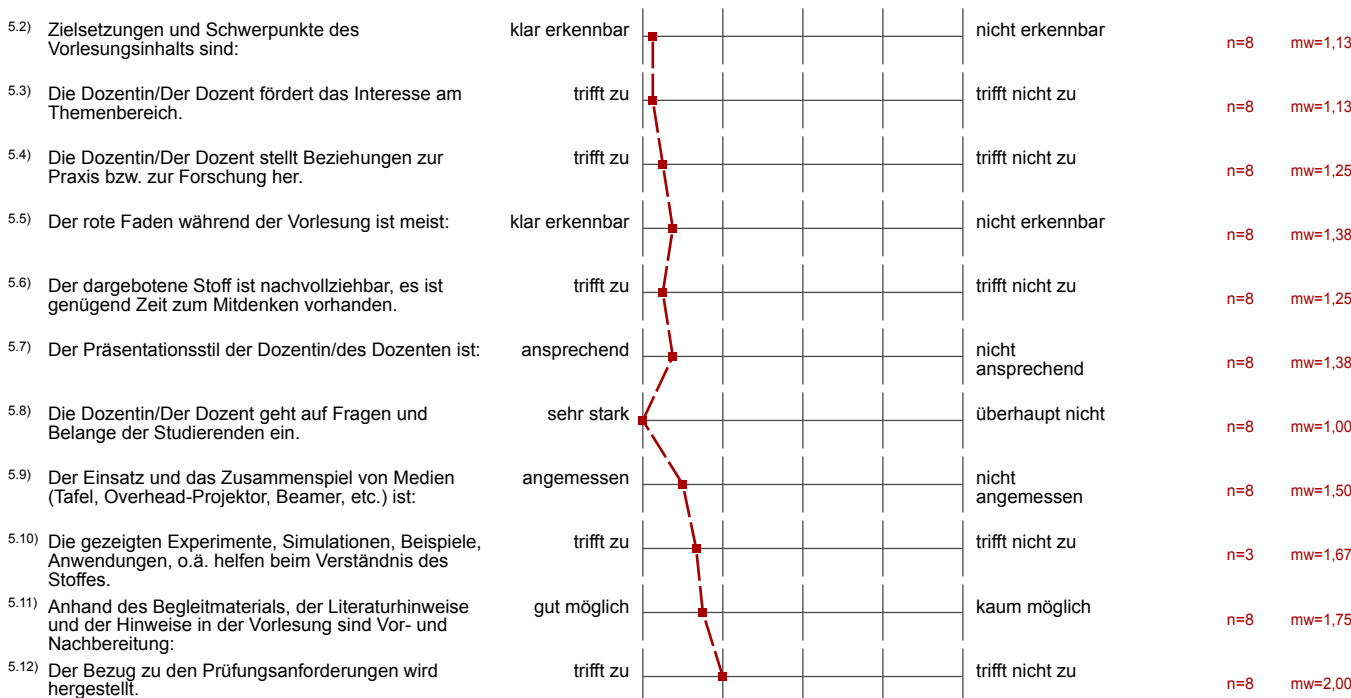 5.2) Zielsetzungen und Schwerpunkte des
Vorlesungsinhalts sind:
klar erkennbar
nicht erkennbar
n=8 mw=1,13
5.3) Die Dozentin/Der Dozent fördert das Interesse am
Themenbereich.
trifft zu
trifft nicht zu
n=8 mw=1,13
5.4) Die Dozentin/Der Dozent stellt Beziehungen zur
Praxis bzw. zur Forschung her.
trifft zu
trifft nicht zu
n=8 mw=1,25
5.5) Der rote Faden während der Vorlesung ist meist:
klar erkennbar
nicht erkennbar
n=8 mw=1,38
5.6) Der dargebotene Stoff ist nachvollziehbar, es ist
genügend Zeit zum Mitdenken vorhanden.
trifft zu
trifft nicht zu
n=8 mw=1,25
5.7) Der Präsentationsstil der Dozentin/des Dozenten ist:
ansprechend
nicht
ansprechend
n=8 mw=1,38
5.8) Die Dozentin/Der Dozent geht auf Fragen und
Belange der Studierenden ein.
sehr stark
überhaupt nicht
n=8 mw=1,00
5.9) Der Einsatz und das Zusammenspiel von Medien
(Tafel, Overhead-Projektor, Beamer, etc.) ist:
angemessen
nicht
angemessen
n=8 mw=1,50
5.10) Die gezeigten Experimente, Simulationen, Beispiele,
Anwendungen, o.ä. helfen beim Verständnis des
Stoffes.
trifft zu
trifft nicht zu
n=3 mw=1,67
5.11) Anhand des Begleitmaterials, der Literaturhinweise
und der Hinweise in der Vorlesung sind Vor- und
Nachbereitung:
gut möglich
kaum möglich
n=8 mw=1,75
5.12) Der Bezug zu den Prüfungsanforderungen wird
hergestellt.
trifft zu
trifft nicht zu
n=8 mw=2,00